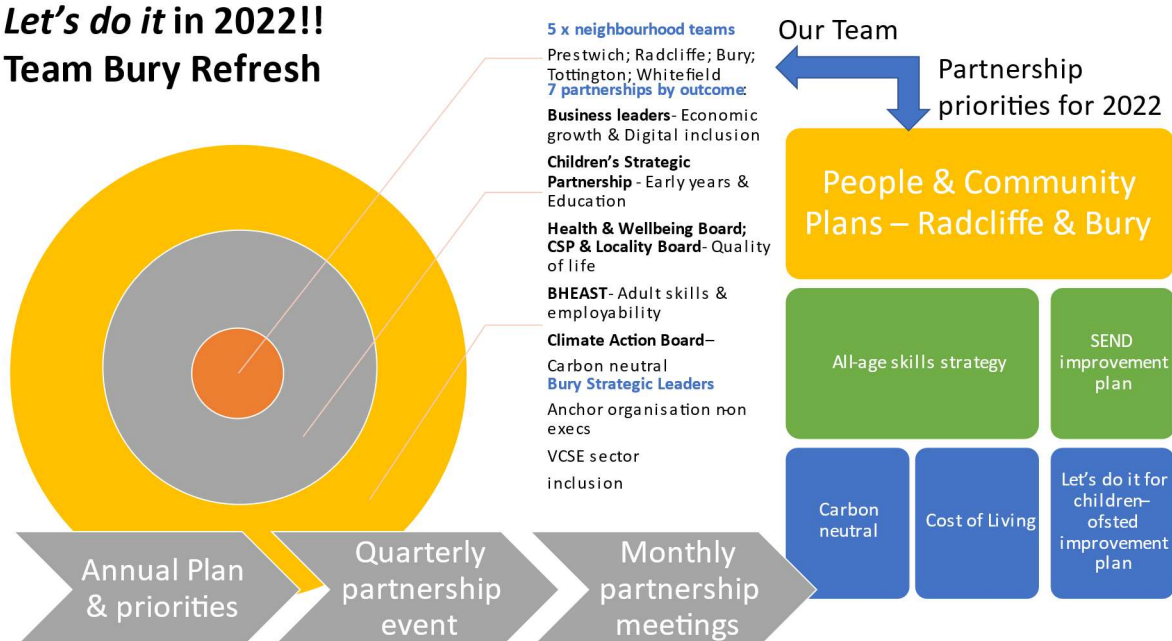 Let's do it in 2022!!
Team Bury Refresh
5 x neighbourhood teams
Prestwich; Radcliffe; Bury;
Tottington; Whitefield
7 partnerships by outcome:
Business leaders- Economic
growth & Digital inclusion
Children's Strategic
Partnership - Early years &
Education
Health & Wellbeing Board;
CSP & Locality Board- Quality
of life
BHEAST- Adult skills &
employability
Climate Action Board–
Carbon neutral
Bury Strategic Leaders
Anchor organisation non
execs
VCSE sector
inclusion
Our Team
Partnership
priorities for 2022
People & Community
Plans – Radcliffe & Bury
All-age skills strategy
SEND
improvement
plan
Carbon
neutral
Cost of Living
Let's do it for
children–
ofsted
improvement
plan
Annual Plan
& priorities
Quarterly
partnership
event
Monthly
partnership
meetings